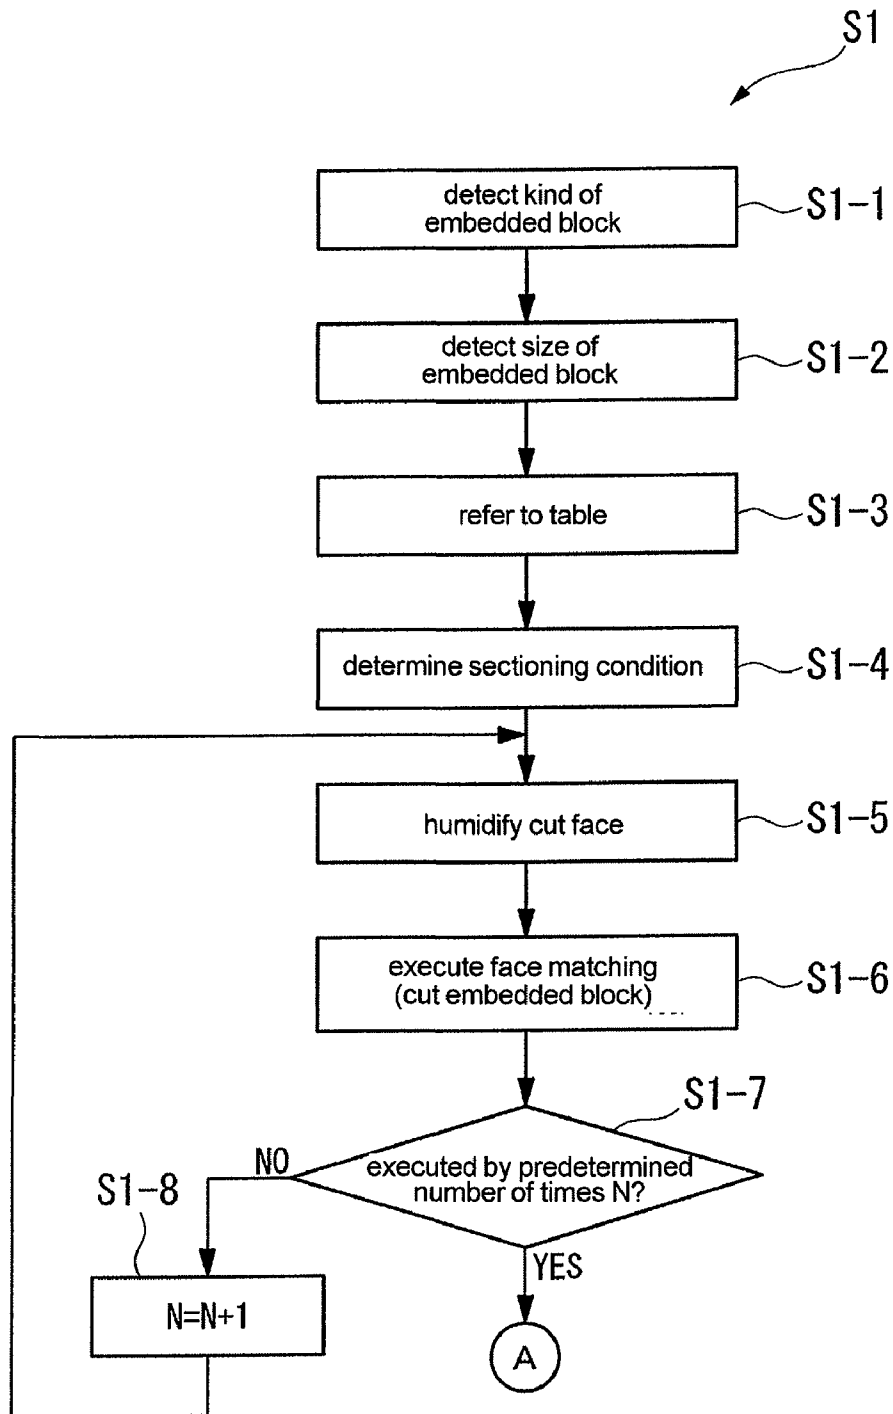 S1
detect kind of
embedded block
S1-1
detect size of
embedded block
S1-2
refer to table
S1-3
determine sectioning condition
S1-4
humidify cut face
S1-5
execute face matching
(cut embedded block)
S1-6
S1-7
executed by predetermined
number of times N?
NO
S1-8
YES
N=N+1
A